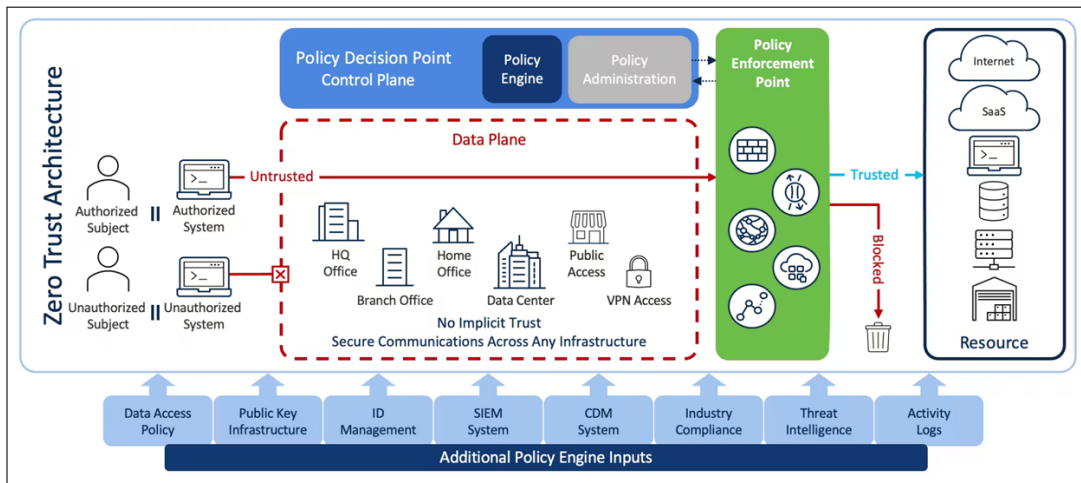 Zero Trust Architecture
Policy Decision Point
Control Plane
Policy
Engine
Policy
Administration
Policy
Enforcement
Point
Internet
SaaS
Data Plane
Untrusted
Trusted
Blocked
Authorized
Subject
Authorized
System
Unauthorized
Subject
Unauthorized
System
HQ
Office
Branch Office
Home
Office
Data Center
Public
Access
VPN Access
No Implicit Trust
Secure Communications Across Any Infrastructure
Resource
Data Access
Policy
Public Key
Infrastructure
ID
Management
SIEM
System
CDM
System
Industry
Compliance
Threat
Intelligence
Activity
Logs
Additional Policy Engine Inputs